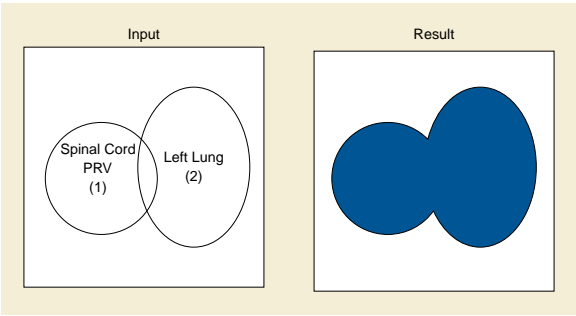 Input
Spinal Cord
PRV
(1)
Left Lung
(2)
Result